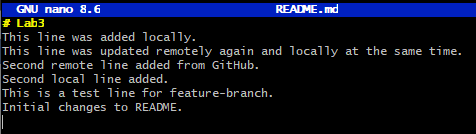 GNU nano 8.6 README.md
# Lab3
This line was added locally.
This line was updated remotely again and locally at the same time.
Second remote line added from GitHub.
Second local line added.
This is a test line for feature-branch.
Initial changes to README.